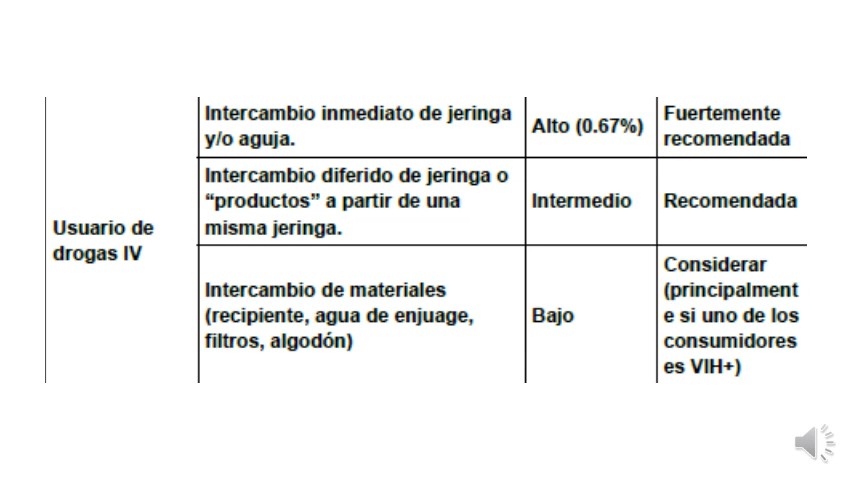 Usuario de
drogas IV
Intercambio inmediato de jeringa
y/o aguja.
Alto (0.67%)
Fuertemente
recomendada
Intercambio diferido de jeringa o
“productos” a partir de una
misma jeringa.
Intermedio
Recomendada
Intercambio de materiales
(recipiente, agua de enjuage,
filtros, algodón)
Bajo
Considerar
(principalment
e si uno de los
consumidores
es VIH+)